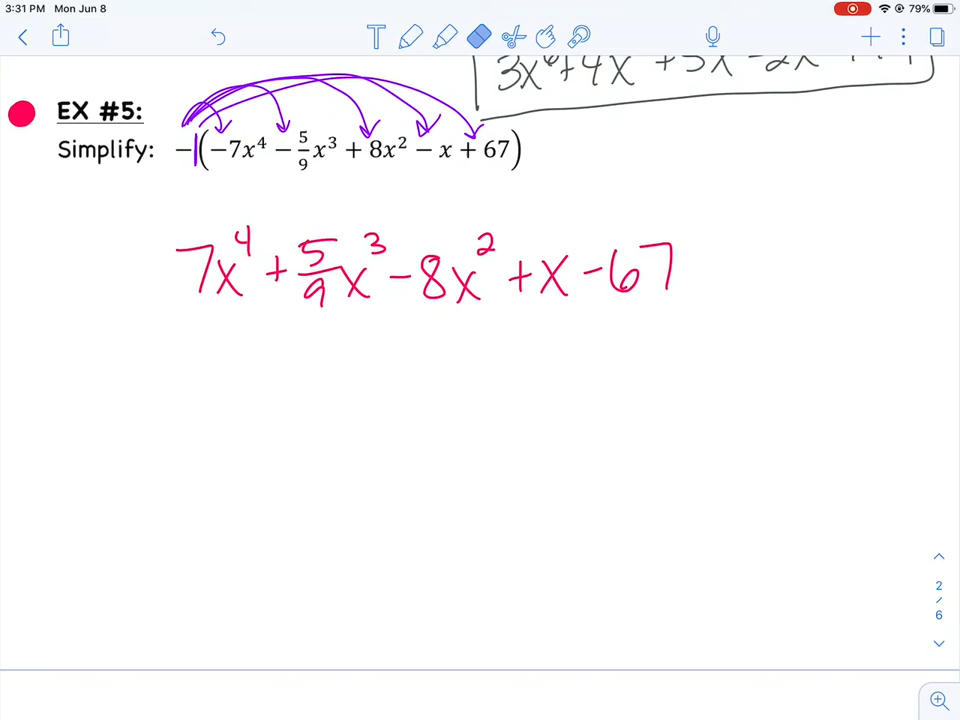 3:31 PM Mon Jun 8 79%
EX #5:
Simplify: −1(−7x⁴ − 5/9x³ + 8x² − x + 67)
7x⁴ + 5/9x³ − 8x² + x − 67
2
/
6